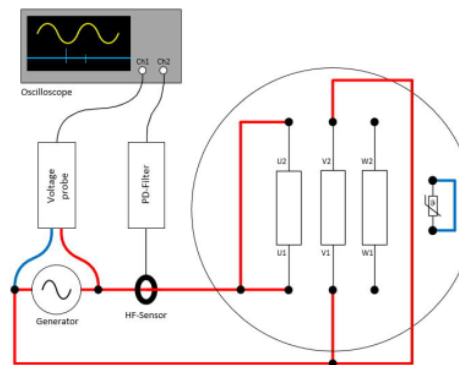 Ch1
Ch2
Oscilloscope
Voltage
probe
PD-Filter
U2
V2
W2
U1
V1
W1
ϑ
HF-Sensor
Generator